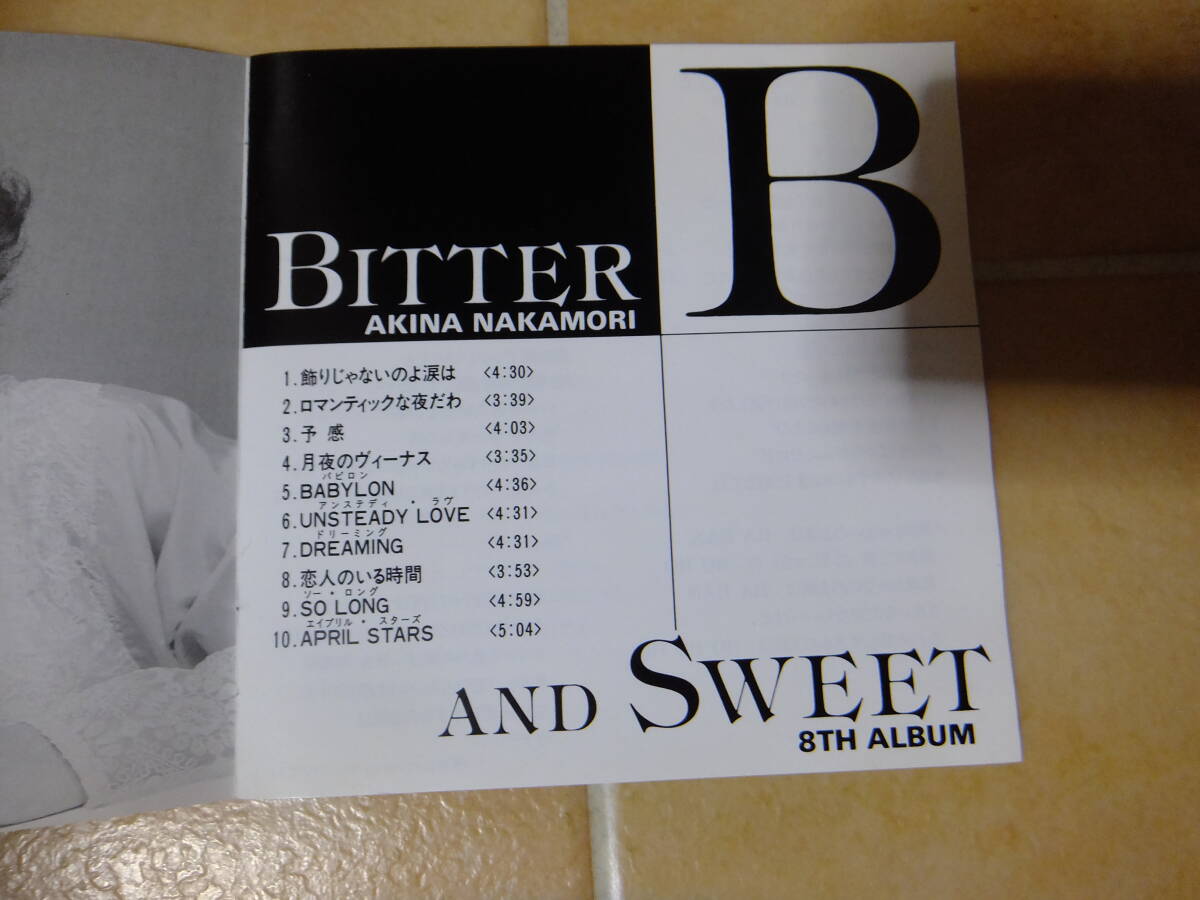 B
BITTER
AKINA NAKAMORI
1.飾りじゃないのよ涙は <4:30>
2.ロマンティックな夜だわ <3:39>
3.予 感 <4:03>
4.月夜のヴィーナス <3:35>
バビロン
5.BABYLON <4:36>
アンステディ・ラヴ
6.UNSTEADY LOVE <4:31>
ドリーミング
7.DREAMING <4:31>
8.恋人のいる時間 <3:53>
ソー・ロング
9.SO LONG <4:59>
エイプリル・スターズ
10.APRIL STARS <5:04>
AND SWEET
8TH ALBUM